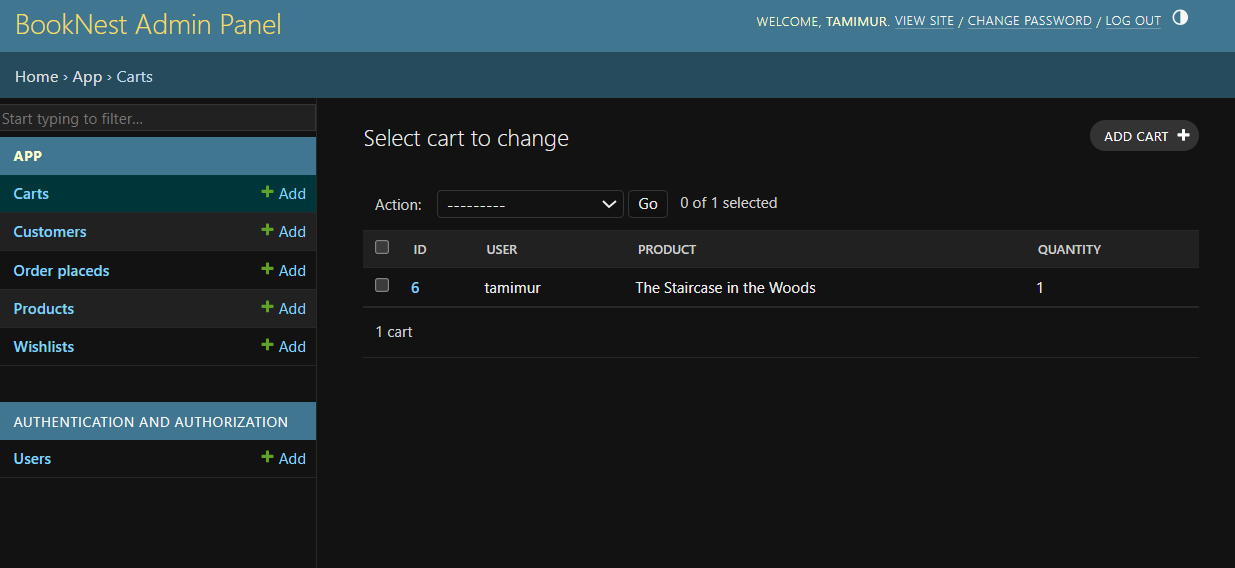 BookNest Admin Panel
WELCOME, TAMIMUR. VIEW SITE / CHANGE PASSWORD / LOG OUT
Home › App › Carts
Start typing to filter...
APP
Carts + Add
Customers + Add
Order placeds + Add
Products + Add
Wishlists + Add
AUTHENTICATION AND AUTHORIZATION
Users + Add
Select cart to change
ADD CART +
Action: --------- Go 0 of 1 selected
ID USER PRODUCT QUANTITY
6 tamimur The Staircase in the Woods 1
1 cart